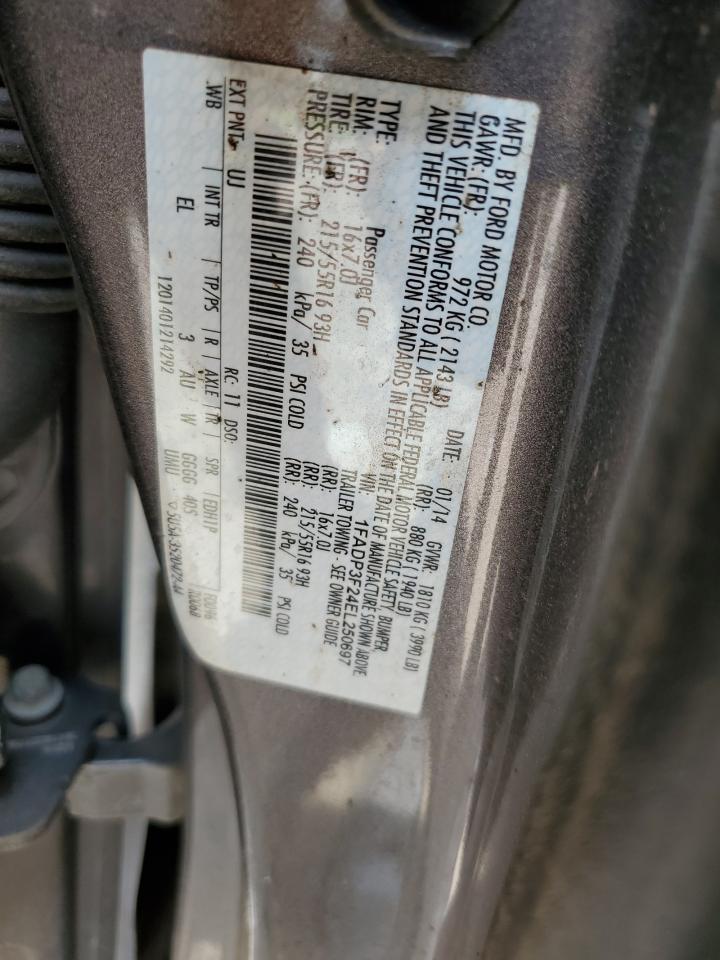 MFD. BY FORD MOTOR CO.
DATE: 01/14 GVWR: 1810 KG ( 3990 LB)
GAWR: (FR): 972 KG ( 2143 LB) (RR): 880 KG ( 1940 LB)
THIS VEHICLE CONFORMS TO ALL APPLICABLE FEDERAL MOTOR VEHICLE SAFETY, BUMPER
AND THEFT PREVENTION STANDARDS IN EFFECT ON THE DATE OF MANUFACTURE SHOWN ABOVE
VIN: 1FADP3F24EL250697
TYPE: Passenger Car TRAILER TOWING - SEE OWNER GUIDE
RIM: (FR): 16x7.0J (RR): 16x7.0J
TIRE: (FR): 215/55R16 93H (RR): 215/55R16 93H
PRESSURE: (FR): 240 kPa/ 35 PSI COLD (RR): 240 kPa/ 35 PSI COLD
EXT PNT: UJ RC: 11 DSO:
WB INT TR TP/PS R AXLE TR SPR
EL 3 AU W GGGG 405
1201401214292 UMU